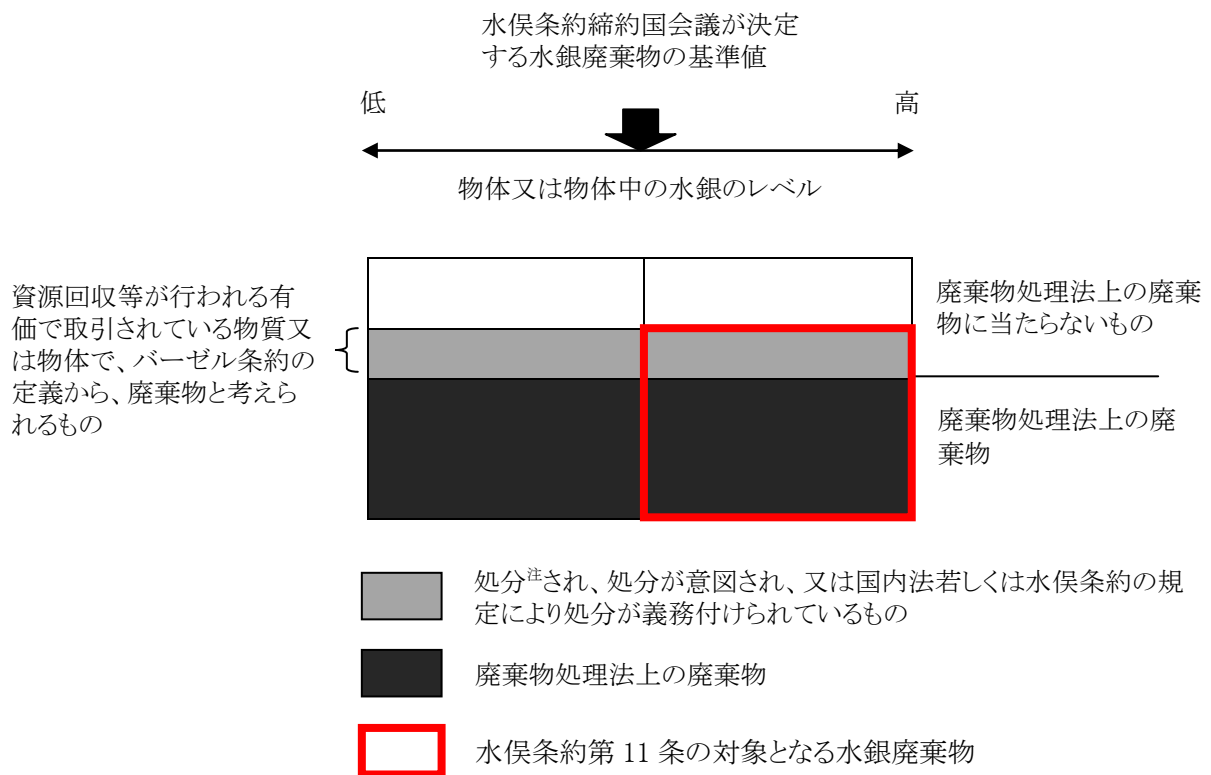 水俣条約締約国会議が決定
する水銀廃棄物の基準値
低
高
物体又は物体中の水銀のレベル
資源回収等が行われる有
価で取引されている物質又
は物体で、バーゼル条約の
定義から、廃棄物と考えら
れるもの
廃棄物処理法上の廃棄
物に当たらないもの
廃棄物処理法上の廃
棄物
処分注され、処分が意図され、又は国内法若しくは水俣条約の規
定により処分が義務付けられているもの
廃棄物処理法上の廃棄物
水俣条約第 11 条の対象となる水銀廃棄物